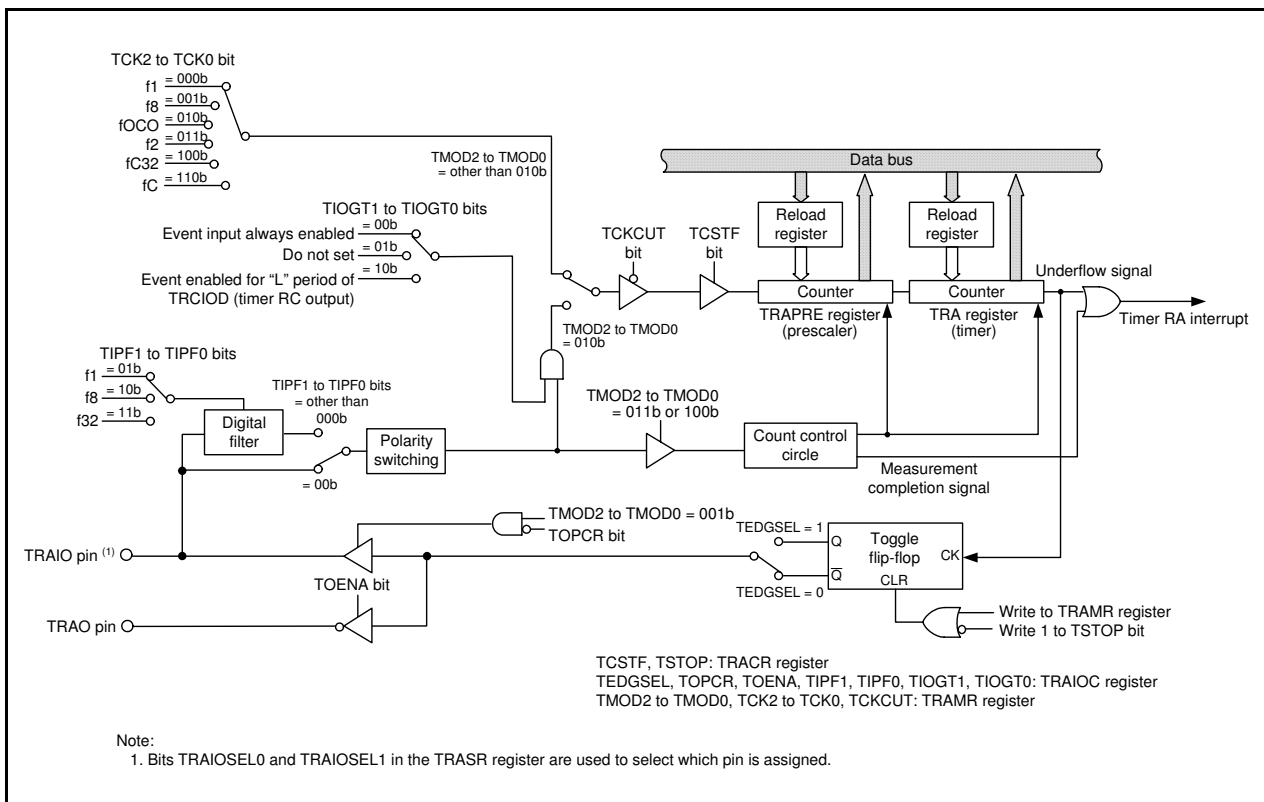 TCK2 to TCK0 bit
f1 = 000b
f8 = 001b
fOCO = 010b
f2 = 011b
fC32 = 100b
fC = 110b
TMOD2 to TMOD0
= other than 010b
Data bus
TIOGT1 to TIOGT0 bits
Event input always enabled = 00b
Do not set = 01b
Event enabled for “L” period of = 10b
TRCIOD (timer RC output)
TCKCUT
bit
TCSTF
bit
Reload
register
Reload
register
Counter
Counter
TRAPRE register
(prescaler)
TRA register
(timer)
Underflow signal
Timer RA interrupt
TMOD2 to TMOD0
= 010b
TIPF1 to TIPF0 bits
f1 = 01b
f8 = 10b
f32 = 11b
Digital
filter
TIPF1 to TIPF0 bits
= other than
000b
= 00b
Polarity
switching
TMOD2 to TMOD0
= 011b or 100b
Count control
circle
Measurement
completion signal
TMOD2 to TMOD0 = 001b
TOPCR bit
TRAIO pin (1)
TOENA bit
TRAO pin
TEDGSEL = 1
TEDGSEL = 0
Q
Q̅
Toggle
flip-flop
CK
CLR
Write to TRAMR register
Write 1 to TSTOP bit
TCSTF, TSTOP: TRACR register
TEDGSEL, TOPCR, TOENA, TIPF1, TIPF0, TIOGT1, TIOGT0: TRAIOC register
TMOD2 to TMOD0, TCK2 to TCK0, TCKCUT: TRAMR register
Note:
1. Bits TRAIOSEL0 and TRAIOSEL1 in the TRASR register are used to select which pin is assigned.